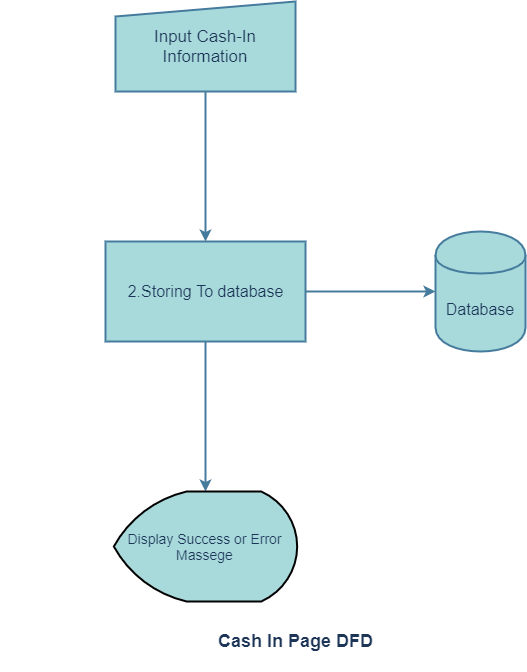 Input Cash-In
Information
2.Storing To database
Database
Display Success or Error
Massege
Cash In Page DFD